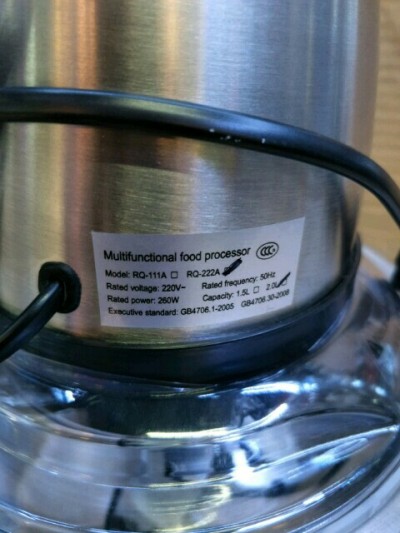 Multifunctional food processor CCC
Model: RQ-111A □ RQ-222A
Rated voltage: 220V~ Rated frequency: 50Hz
Rated power: 260W Capacity: 1.5L □ 2.0L
Executive standard: GB4706.1-2005 GB4706.30-2008